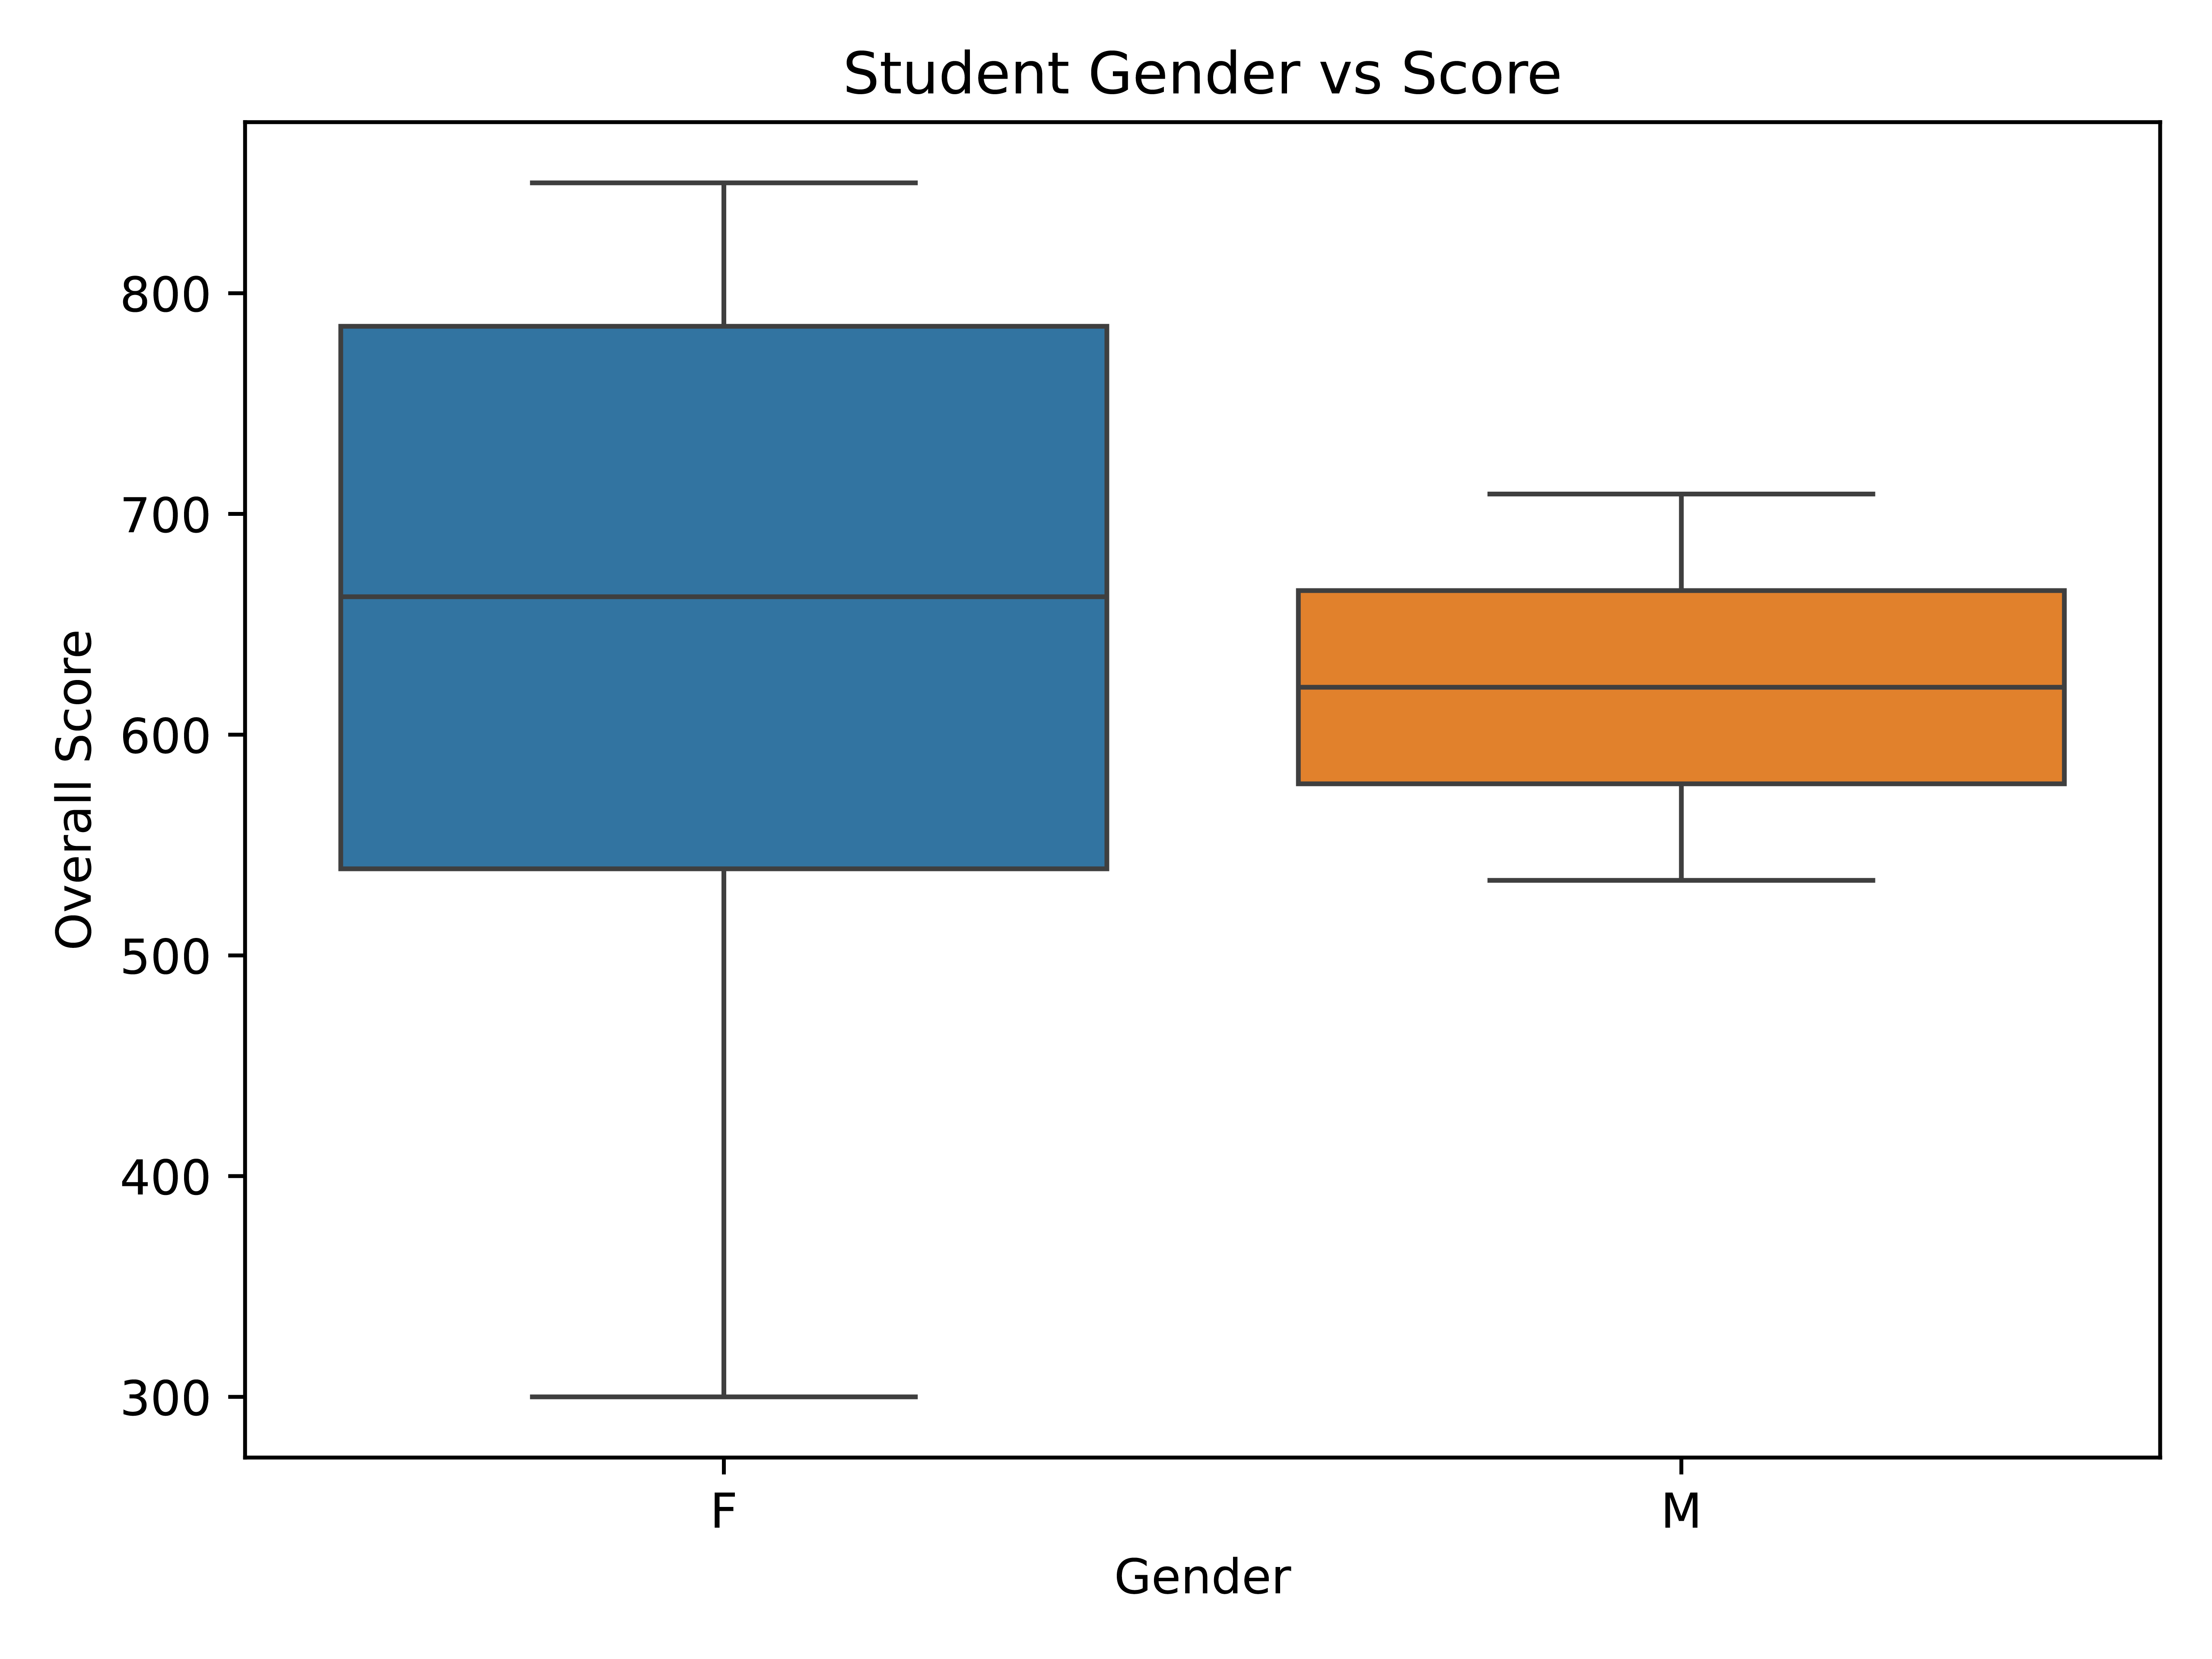 Student Gender vs Score
Overall Score
800
700
600
500
400
300
F
M
Gender